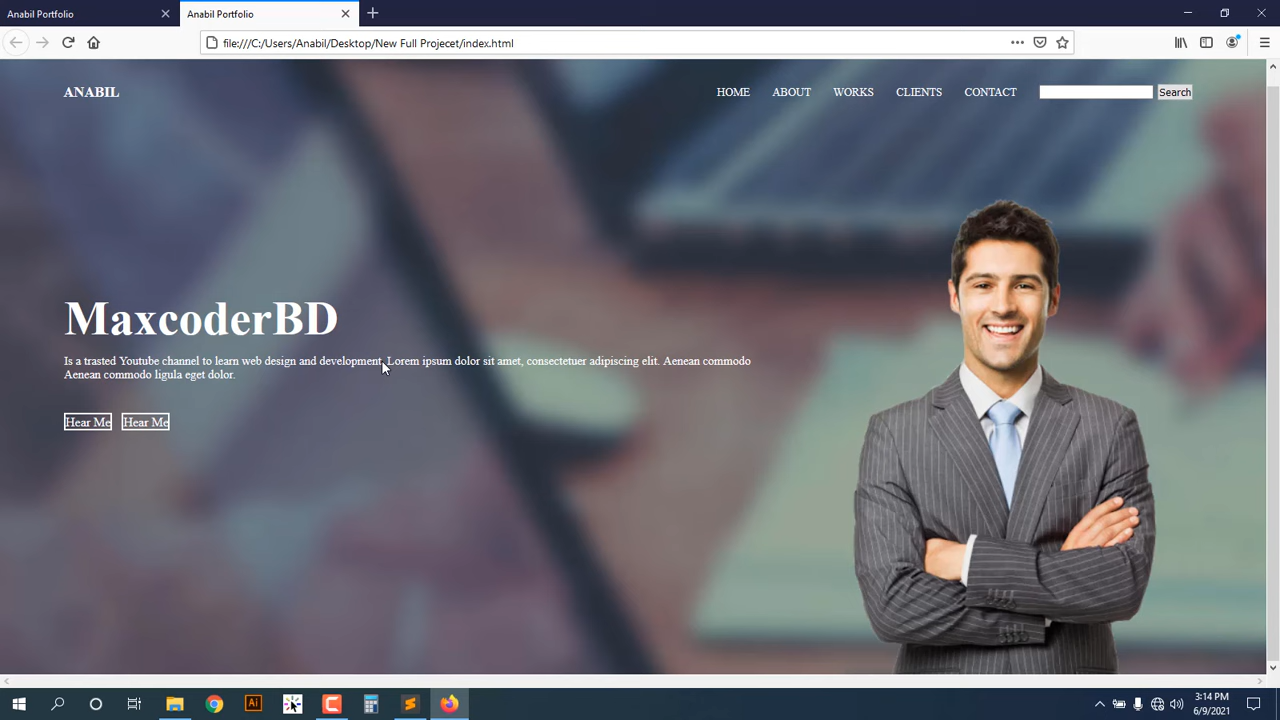 Anabil Portfolio
Anabil Portfolio
file:///C:/Users/Anabil/Desktop/New Full Projecet/index.html
ANABIL
HOME ABOUT WORKS CLIENTS CONTACT Search
MaxcoderBD
Is a trasted Youtube channel to learn web design and development. Lorem ipsum dolor sit amet, consectetuer adipiscing elit. Aenean commodo
Aenean commodo ligula eget dolor.
Hear Me Hear Me
Ai
3:14 PM
6/9/2021